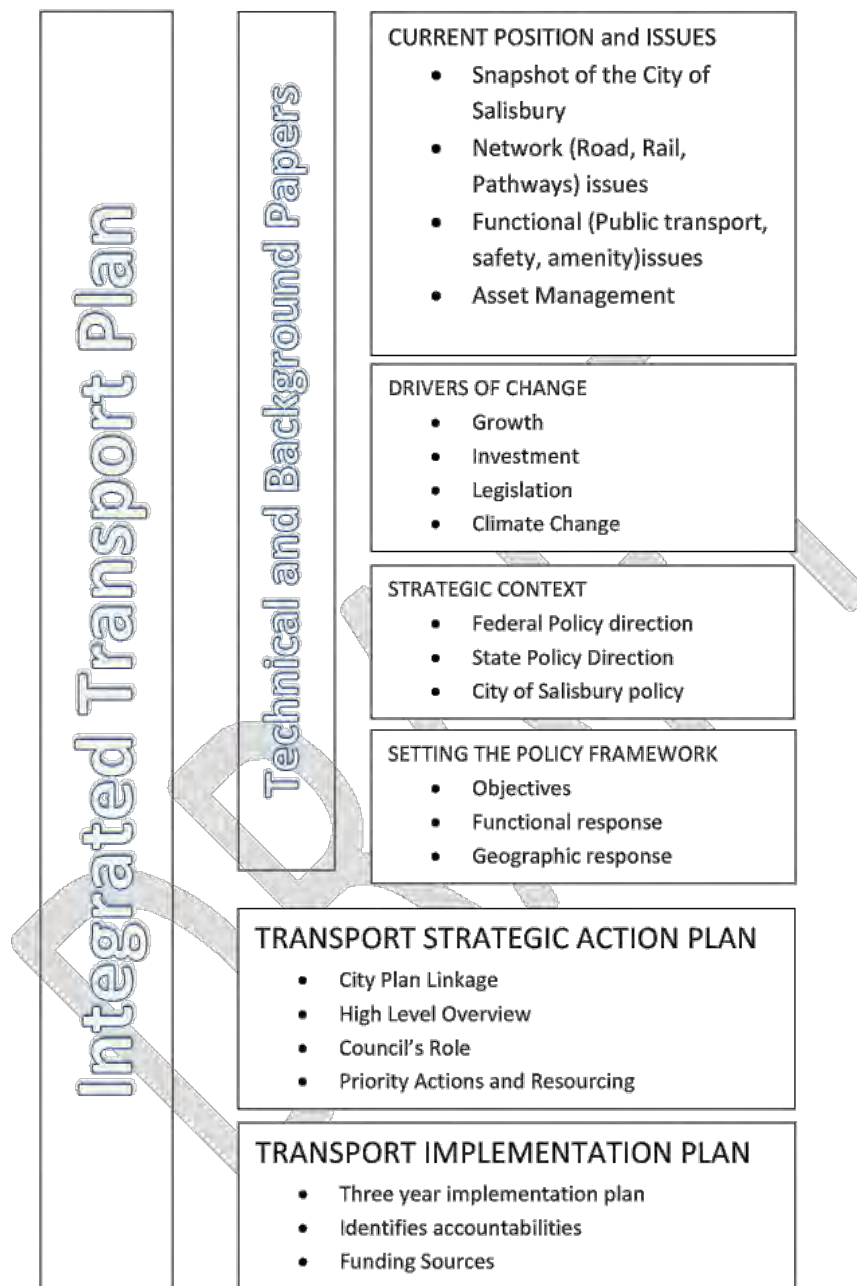 Integrated Transport Plan
Technical and Background Papers
CURRENT POSITION and ISSUES
• Snapshot of the City of
Salisbury
• Network (Road, Rail,
Pathways) issues
• Functional (Public transport,
safety, amenity)issues
• Asset Management
DRIVERS OF CHANGE
• Growth
• Investment
• Legislation
• Climate Change
STRATEGIC CONTEXT
• Federal Policy direction
• State Policy Direction
• City of Salisbury policy
SETTING THE POLICY FRAMEWORK
• Objectives
• Functional response
• Geographic response
TRANSPORT STRATEGIC ACTION PLAN
• City Plan Linkage
• High Level Overview
• Council's Role
• Priority Actions and Resourcing
TRANSPORT IMPLEMENTATION PLAN
• Three year implementation plan
• Identifies accountabilities
• Funding Sources